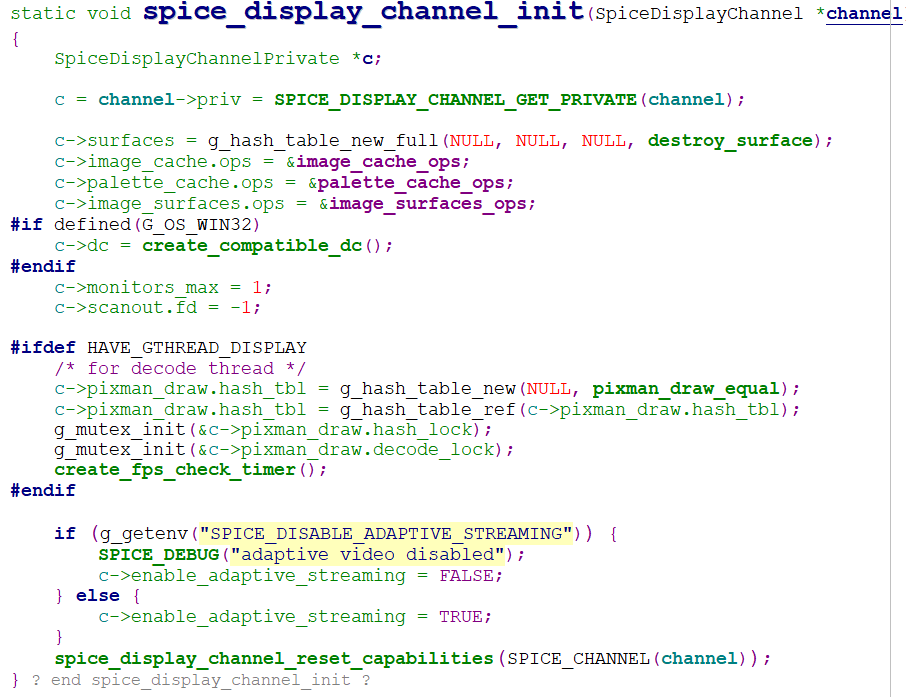 static void spice_display_channel_init(SpiceDisplayChannel *channel
{
    SpiceDisplayChannelPrivate *c;

    c = channel->priv = SPICE_DISPLAY_CHANNEL_GET_PRIVATE(channel);

    c->surfaces = g_hash_table_new_full(NULL, NULL, NULL, destroy_surface);
    c->image_cache.ops = &image_cache_ops;
    c->palette_cache.ops = &palette_cache_ops;
    c->image_surfaces.ops = &image_surfaces_ops;
#if defined(G_OS_WIN32)
    c->dc = create_compatible_dc();
#endif
    c->monitors_max = 1;
    c->scanout.fd = -1;

#ifdef HAVE_GTHREAD_DISPLAY
    /* for decode thread */
    c->pixman_draw.hash_tbl = g_hash_table_new(NULL, pixman_draw_equal);
    c->pixman_draw.hash_tbl = g_hash_table_ref(c->pixman_draw.hash_tbl);
    g_mutex_init(&c->pixman_draw.hash_lock);
    g_mutex_init(&c->pixman_draw.decode_lock);
    create_fps_check_timer();
#endif

    if (g_getenv("SPICE_DISABLE_ADAPTIVE_STREAMING")) {
        SPICE_DEBUG("adaptive video disabled");
        c->enable_adaptive_streaming = FALSE;
    } else {
        c->enable_adaptive_streaming = TRUE;
    }
    spice_display_channel_reset_capabilities(SPICE_CHANNEL(channel));
} ? end spice_display_channel_init ?